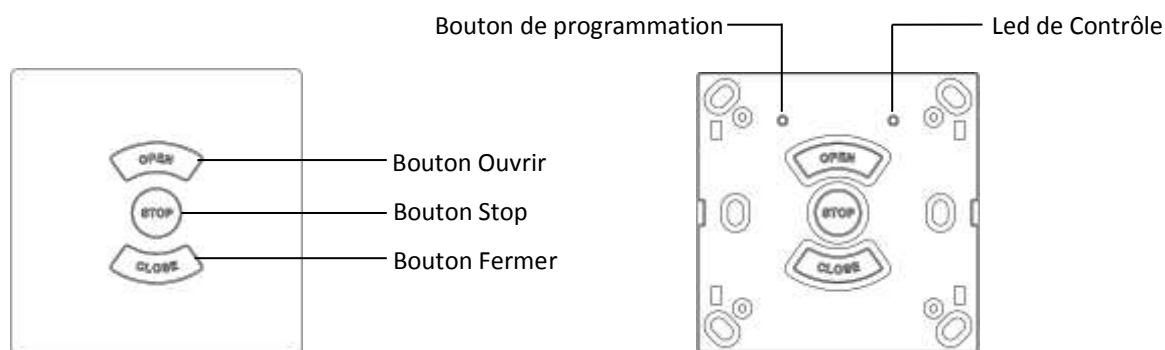 Bouton de programmation
Led de Contrôle
OPEN
Bouton Ouvrir
STOP
Bouton Stop
CLOSE
Bouton Fermer
OPEN
STOP
CLOSE